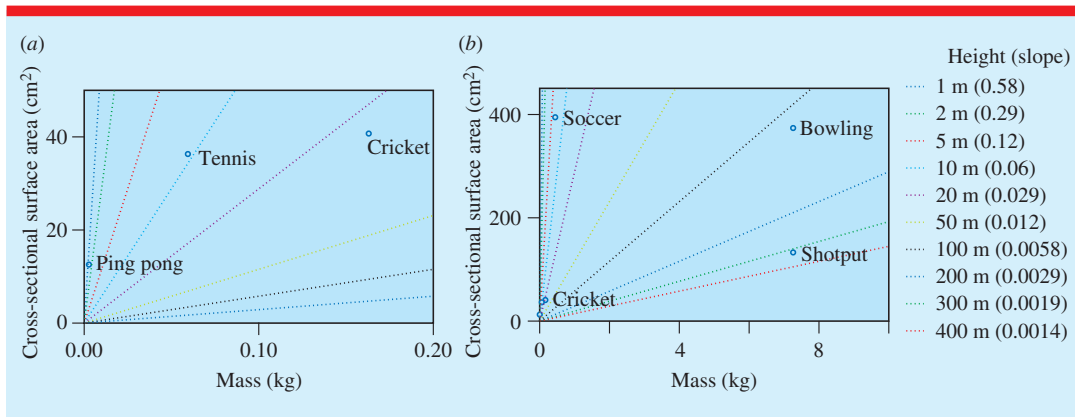 (a)
Cross-sectional surface area (cm²)
40
20
0
0.00
0.10
0.20
Mass (kg)
Ping pong
Tennis
Cricket
(b)
Cross-sectional surface area (cm²)
400
200
0
0
4
8
Mass (kg)
Soccer
Bowling
Shotput
Cricket
Height (slope)
1 m (0.58)
2 m (0.29)
5 m (0.12)
10 m (0.06)
20 m (0.029)
50 m (0.012)
100 m (0.0058)
200 m (0.0029)
300 m (0.0019)
400 m (0.0014)